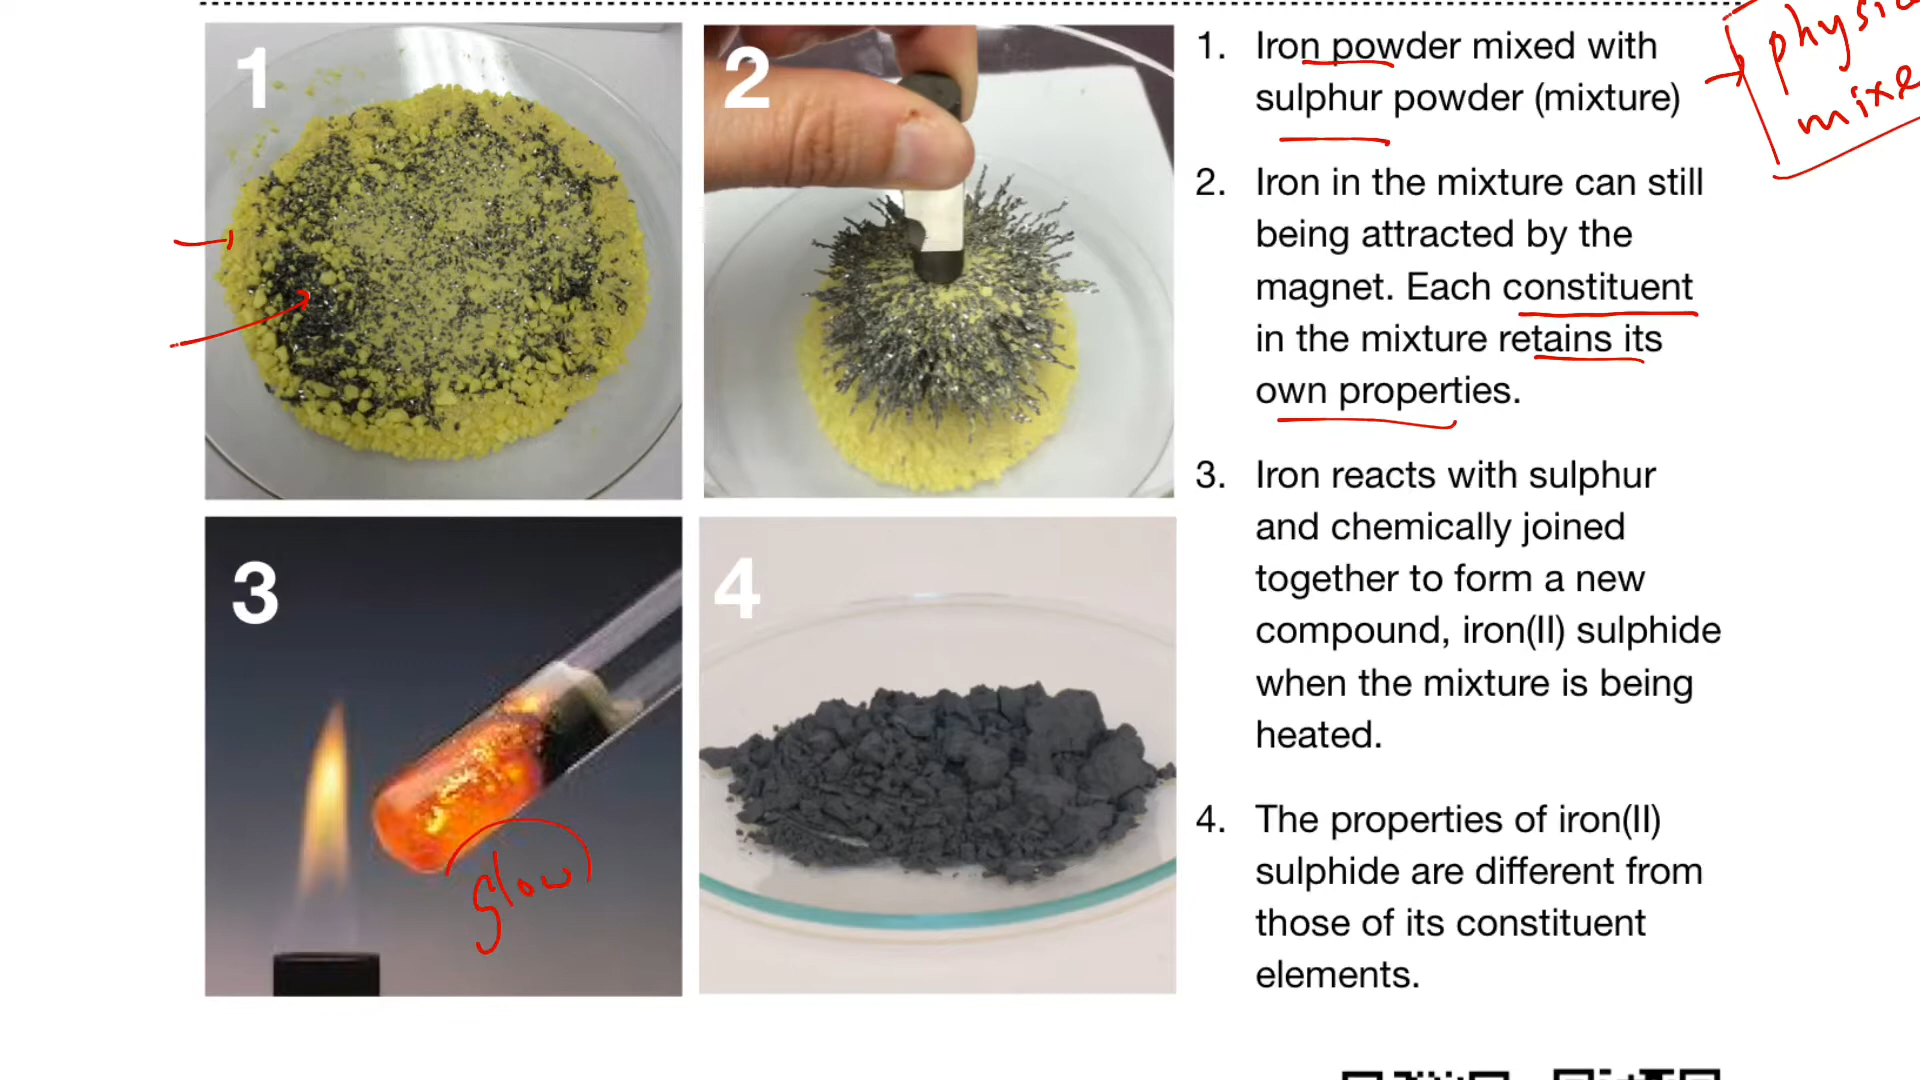 1
2
3
4
glow
1. Iron powder mixed with
sulphur powder (mixture)
2. Iron in the mixture can still
being attracted by the
magnet. Each constituent
in the mixture retains its
own properties.
3. Iron reacts with sulphur
and chemically joined
together to form a new
compound, iron(II) sulphide
when the mixture is being
heated.
4. The properties of iron(II)
sulphide are different from
those of its constituent
elements.